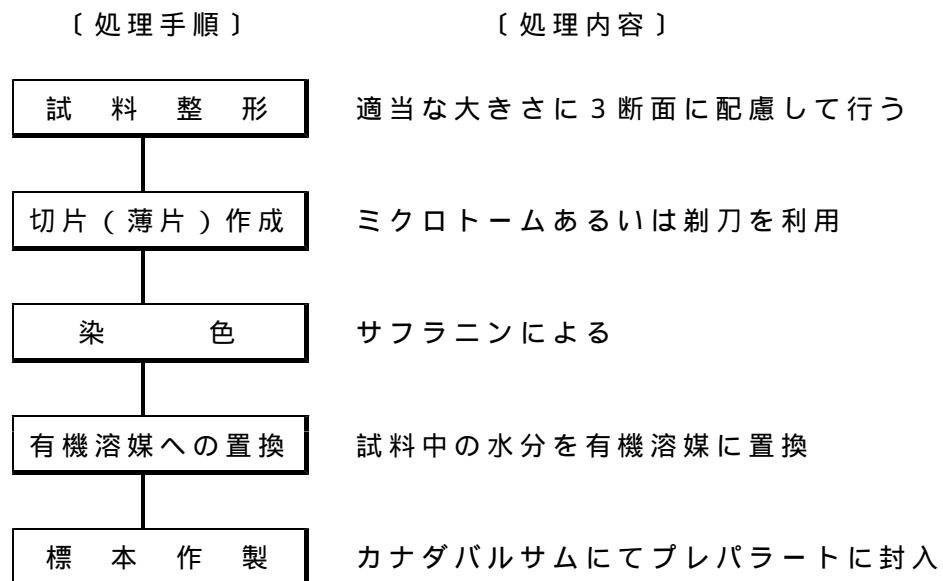 〔処理手順〕 〔処理内容〕
試料整形 適当な大きさに3断面に配慮して行う
切片(薄片)作成 ミクロトームあるいは剃刀を利用
染色 サフラニンによる
有機溶媒への置換 試料中の水分を有機溶媒に置換
標本作製 カナダバルサムにてプレパラートに封入